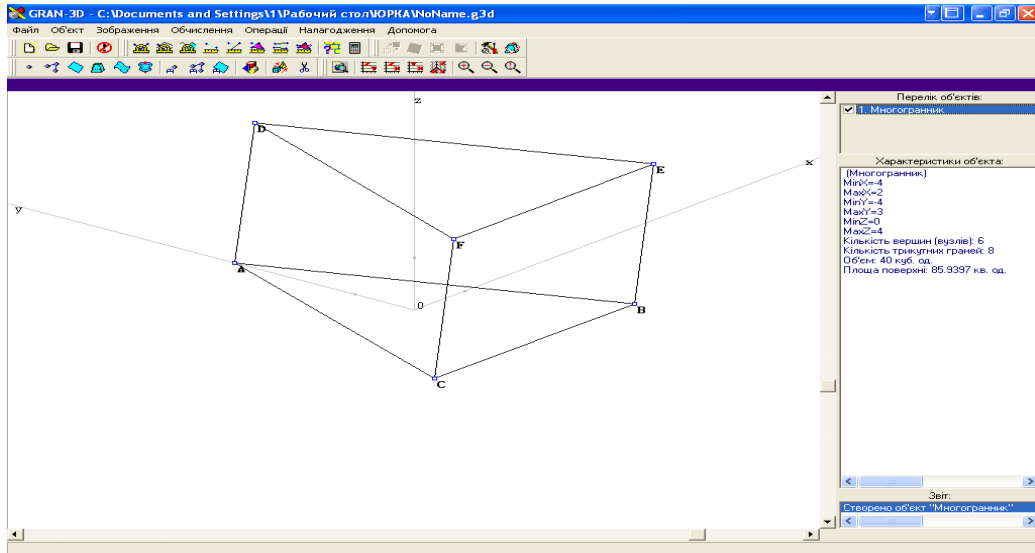 GRAN-3D - C:\Documents and Settings\1\Рабочий стол\ЮРКА\NoName.g3d
Файл Об'єкт Зображення Обчислення Операції Налагодження Допомога
Перелік об'єктів:
1. Многогранник
Характеристики об'єкта:
(Многогранник)
MinX=-4
MaxX=2
MinY=-4
MaxY=3
MinZ=0
MaxZ=4
Кількість вершин (вузлів): 6
Кількість трикутних граней: 8
Об'єм: 40 куб. од.
Площа поверхні: 85.9397 кв. од.
Звіт:
Створено об'єкт "Многогранник"
z
D
E
x
y
F
A
0
B
C